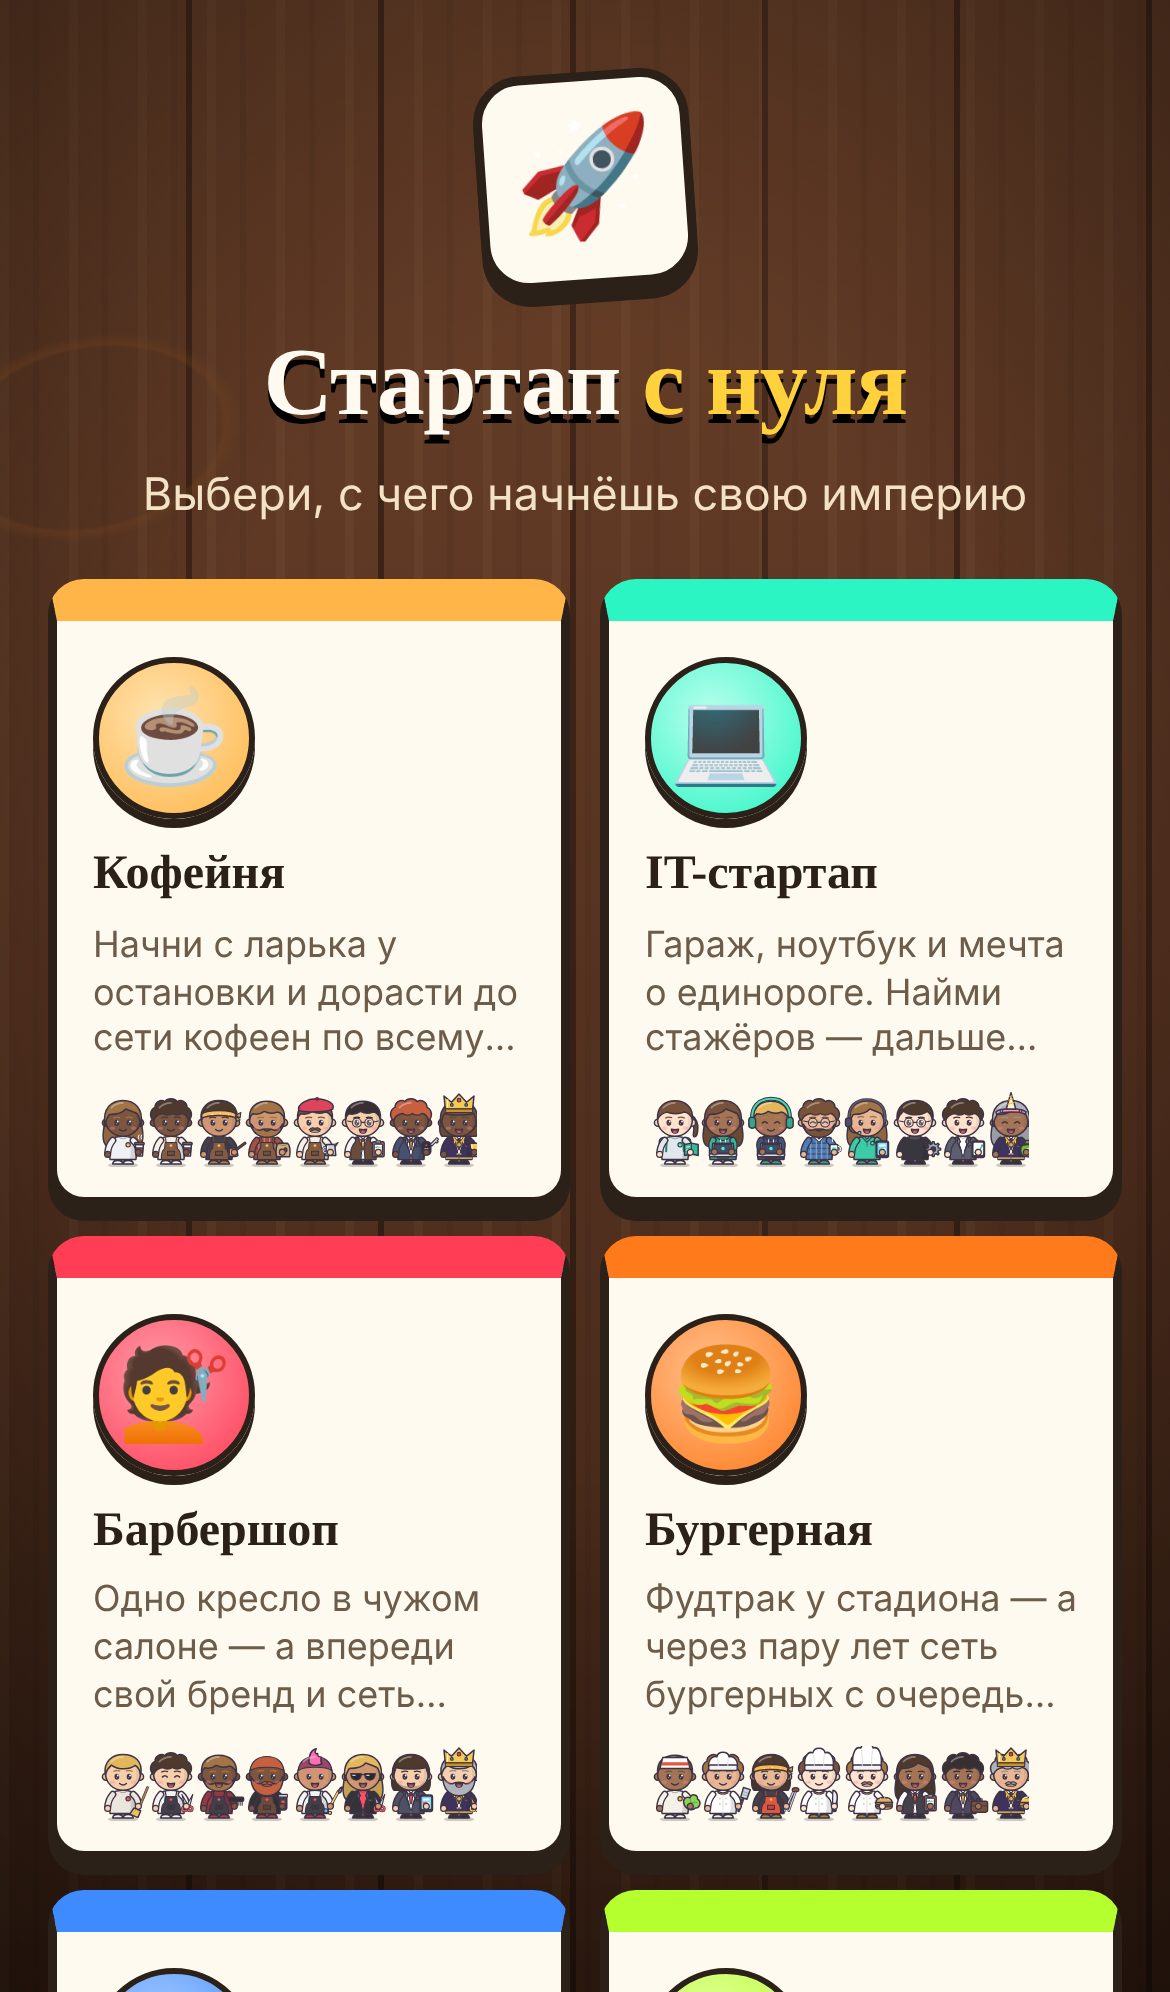 Стартап с нуля
Выбери, с чего начнёшь свою империю
Кофейня
Начни с ларька у
остановки и дорасти до
сети кофеен по всему...
IT-стартап
Гараж, ноутбук и мечта
о единороге. Найми
стажёров — дальше...
Барбершоп
Одно кресло в чужом
салоне — а впереди
свой бренд и сеть...
Бургерная
Фудтрак у стадиона — а
через пару лет сеть
бургерных с очередь...